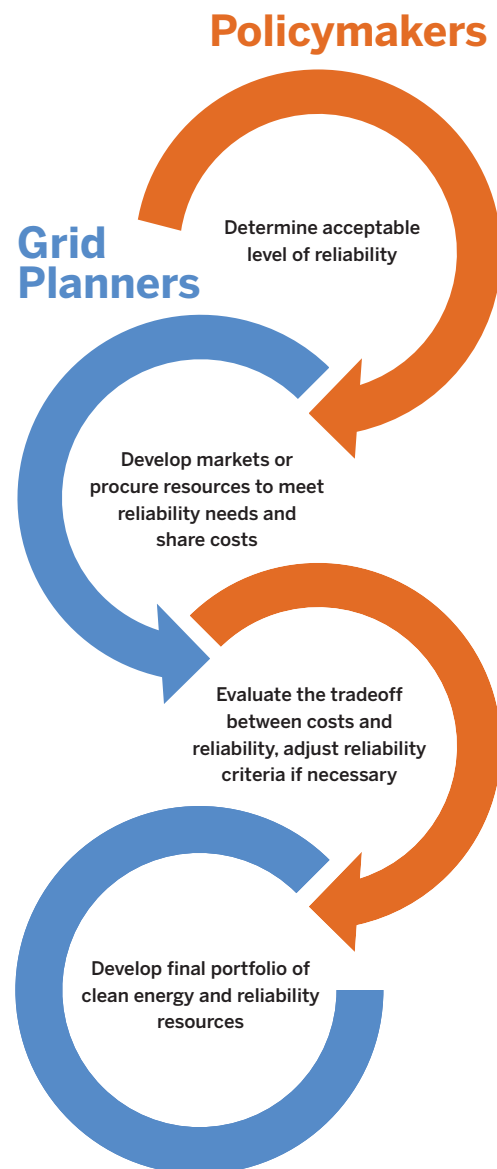 Policymakers
Determine acceptable
level of reliability
Grid
Planners
Develop markets or
procure resources to meet
reliability needs and
share costs
Evaluate the tradeoff
between costs and
reliability, adjust reliability
criteria if necessary
Develop final portfolio of
clean energy and reliability
resources